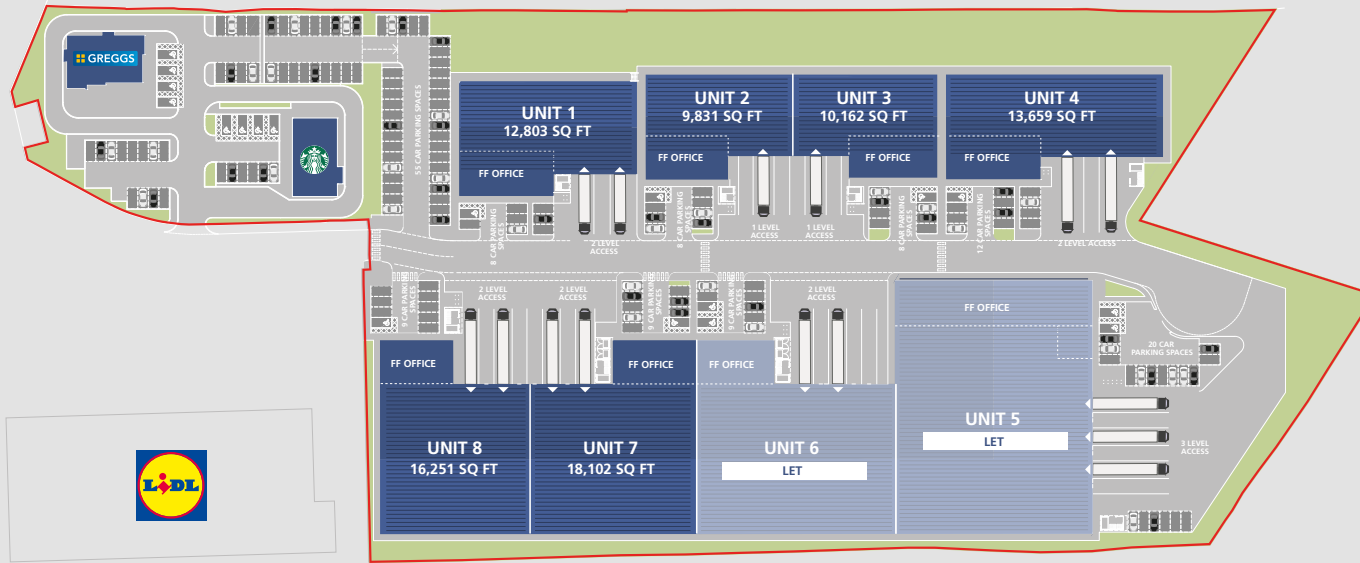 GREGGS
55 CAR PARKING SPACES
UNIT 1
12,803 SQ FT
FF OFFICE
8 CAR PARKING
SPACES
2 LEVEL
ACCESS
UNIT 2
9,831 SQ FT
FF OFFICE
8 CAR PARKING
SPACES
1 LEVEL
ACCESS
UNIT 3
10,162 SQ FT
FF OFFICE
1 LEVEL
ACCESS
8 CAR PARKING
SPACES
UNIT 4
13,659 SQ FT
FF OFFICE
12 CAR PARKING
SPACES
2 LEVEL ACCESS
9 CAR PARKING
SPACES
2 LEVEL
ACCESS
2 LEVEL
ACCESS
9 CAR PARKING
SPACES
9 CAR PARKING
SPACES
2 LEVEL
ACCESS
FF OFFICE
FF OFFICE
FF OFFICE
FF OFFICE
20 CAR
PARKING SPACES
UNIT 8
16,251 SQ FT
UNIT 7
18,102 SQ FT
UNIT 6
LET
UNIT 5
LET
3 LEVEL
ACCESS
LIDL